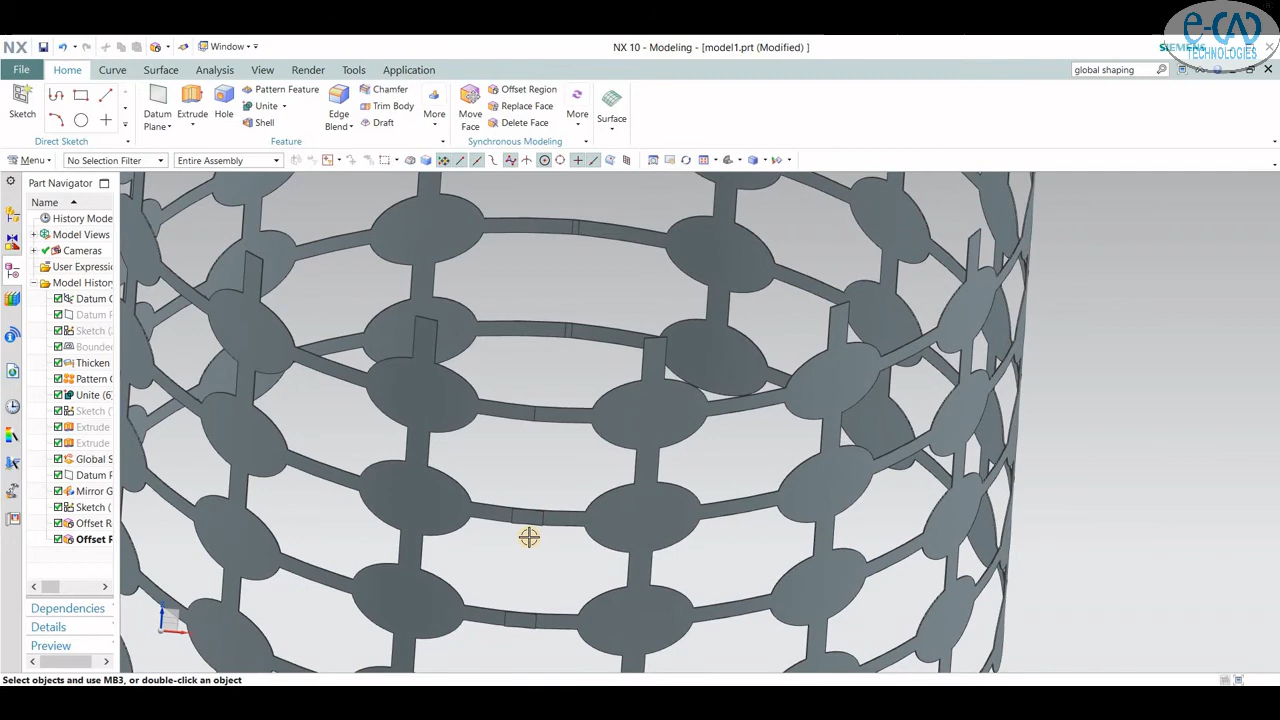 e-CAD
TECHNOLOGIES
NX
Window
NX 10 - Modeling - [model1.prt (Modified) ]
SIEMENS
File
Home
Curve
Surface
Analysis
View
Render
Tools
Application
global shaping
Sketch
Datum
Plane
Extrude
Hole
Pattern Feature
Unite
Shell
Edge
Blend
Chamfer
Trim Body
Draft
More
Move
Face
Offset Region
Replace Face
Delete Face
More
Surface
Direct Sketch
Feature
Synchronous Modeling
Menu
No Selection Filter
Entire Assembly
Part Navigator
Name
History Mode
Model Views
Cameras
User Expressi
Model History
Datum C
Datum P
Sketch (
Bounded
Thicken
Pattern G
Unite (6)
Sketch (
Extrude
Extrude
Global S
Datum P
Mirror G
Sketch (
Offset R
Offset R
Dependencies
Details
Preview
Select objects and use MB3, or double-click an object